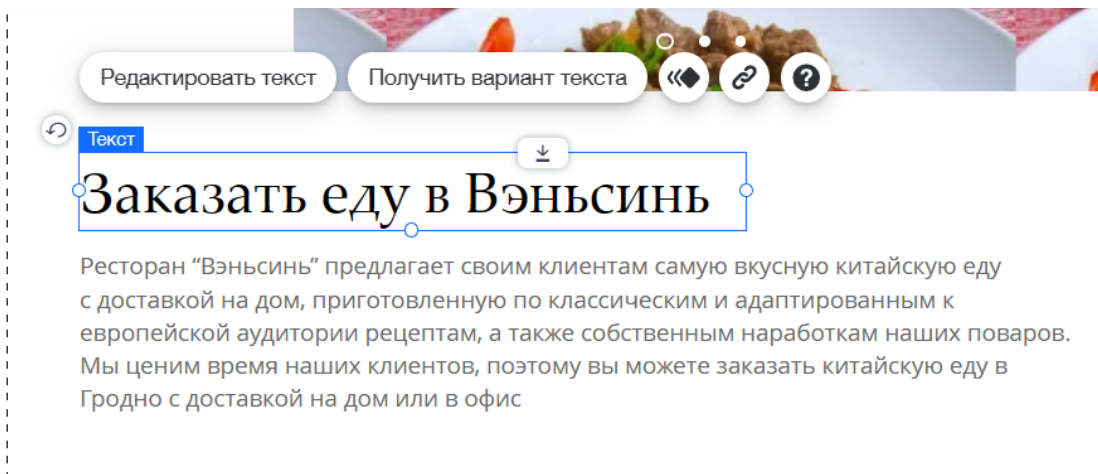 Редактировать текст
Получить вариант текста
Текст
Заказать еду в Вэньсинь
Ресторан “Вэньсинь” предлагает своим клиентам самую вкусную китайскую еду
с доставкой на дом, приготовленную по классическим и адаптированным к
европейской аудитории рецептам, а также собственным наработкам наших поваров.
Мы ценим время наших клиентов, поэтому вы можете заказать китайскую еду в
Гродно с доставкой на дом или в офис